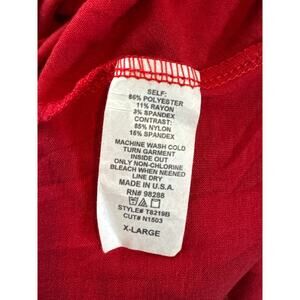 SELF:
86% POLYESTER
11% RAYON
3% SPANDEX
CONTRAST:
85% NYLON
15% SPANDEX
MACHINE WASH COLD
TURN GARMENT
INSIDE OUT
ONLY NON-CHLORINE
BLEACH WHEN NEENED
LINE DRY
MADE IN U.S.A.
RN# 98288
STYLE# T8219B
CUT# N1503
X-LARGE